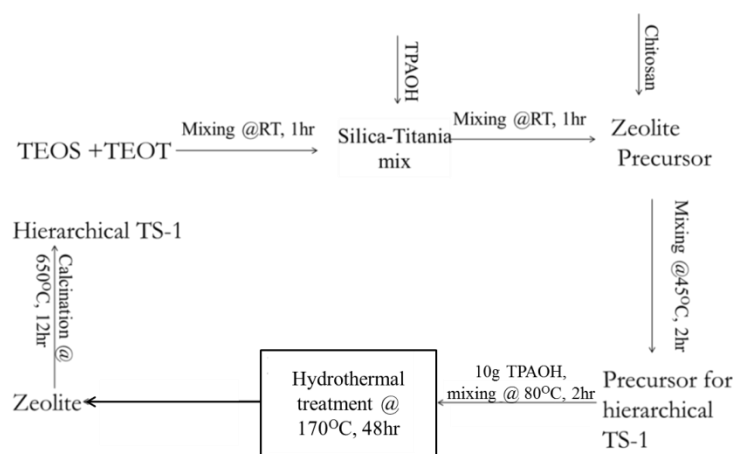 TPAOH
Chitosan
TEOS +TEOT
Mixing @RT, 1hr
Silica-Titania
mix
Mixing @RT, 1hr
Zeolite
Precursor
Mixing @45OC, 2hr
Precursor for
hierarchical
TS-1
10g TPAOH,
mixing @ 80OC, 2hr
Hydrothermal
treatment @
170OC, 48hr
Zeolite
Calcination @
650OC, 12hr
Hierarchical TS-1